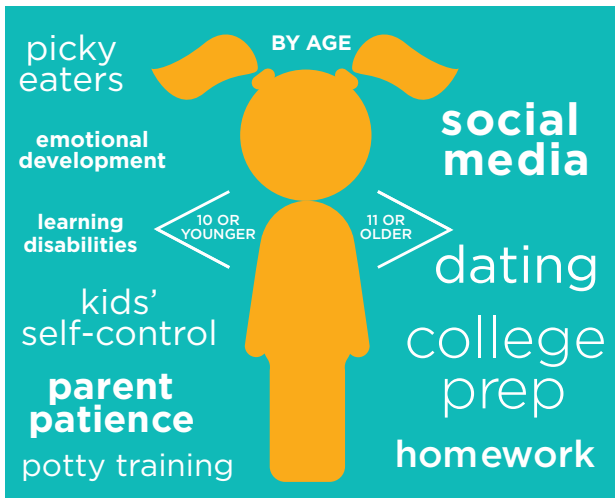 BY AGE
picky
eaters
emotional
development
learning
disabilities
kids’
self-control
parent
patience
potty training
10 OR
YOUNGER
11 OR
OLDER
social
media
dating
college
prep
homework